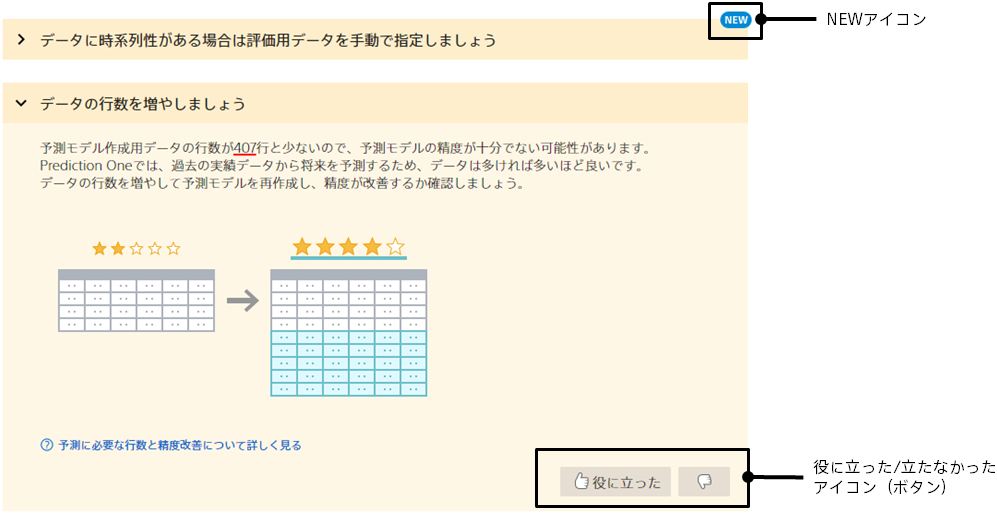 NEW
NEWアイコン
データに時系列性がある場合は評価用データを手動で指定しましょう
データの行数を増やしましょう
予測モデル作成用データの行数が407行と少ないので、予測モデルの精度が十分でない可能性があります。
Prediction Oneでは、過去の実績データから将来を予測するため、データは多ければ多いほど良いです。
データの行数を増やして予測モデルを再作成し、精度が改善するか確認しましょう。
予測に必要な行数と精度改善について詳しく見る
役に立った
役に立った/立たなかった
アイコン（ボタン）